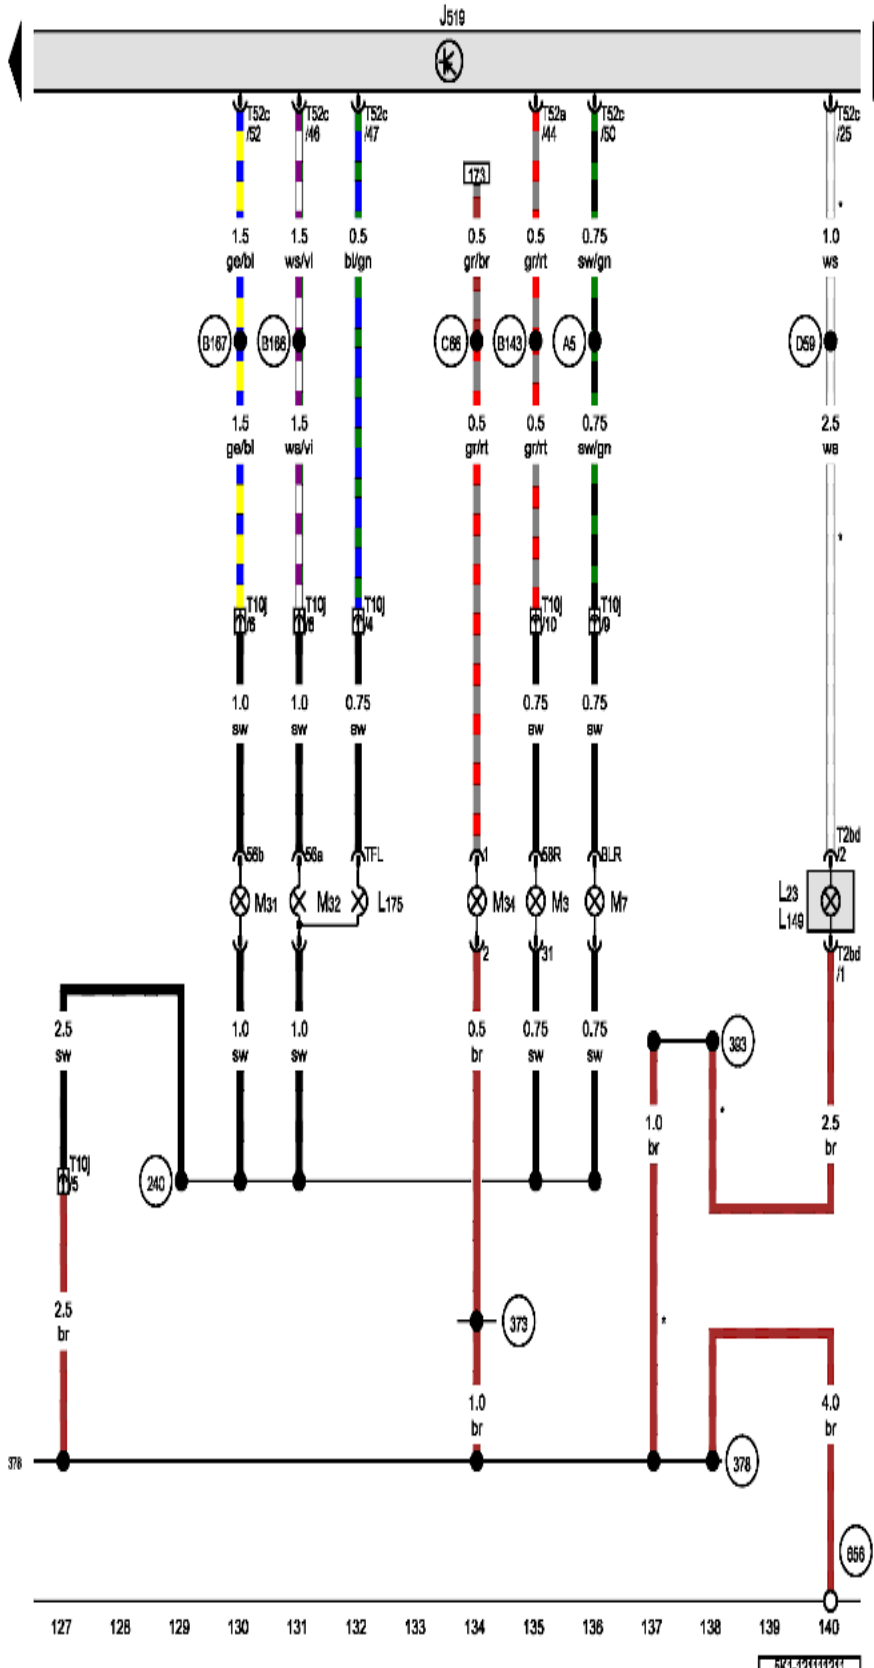 J519
T52c T52c T52c T52a T52c T52c
/52 /46 /47 /44 /50 /25
173
*
1.5 1.5 0.5 0.5 0.5 0.75 1.0
ge/bl ws/vi bl/gn gr/br gr/rt sw/gn ws
B167 B166 C66 B143 A5 D59
1.5 1.5 0.5 0.5 0.75 2.5
ge/bl ws/vi gr/rt gr/rt sw/gn ws
*
T10j T10j T10j T10j T10j
/6 /4 /10 /9
1.0 1.0 0.75 0.75 0.75
sw sw sw sw sw
T2bd
56b 56a TFL 1 58R BLR /2
M31 M32 L175 M34 M3 M7 L23
L149
2 31 T2bd
/1
2.5 1.0 1.0 0.5 0.75 0.75
sw sw sw br sw sw
393
*
1.0 2.5
br br
T10j
/5 240
2.5
br
373 *
1.0 4.0
br br
378 378
656
127 128 129 130 131 132 133 134 135 136 137 138 139 140